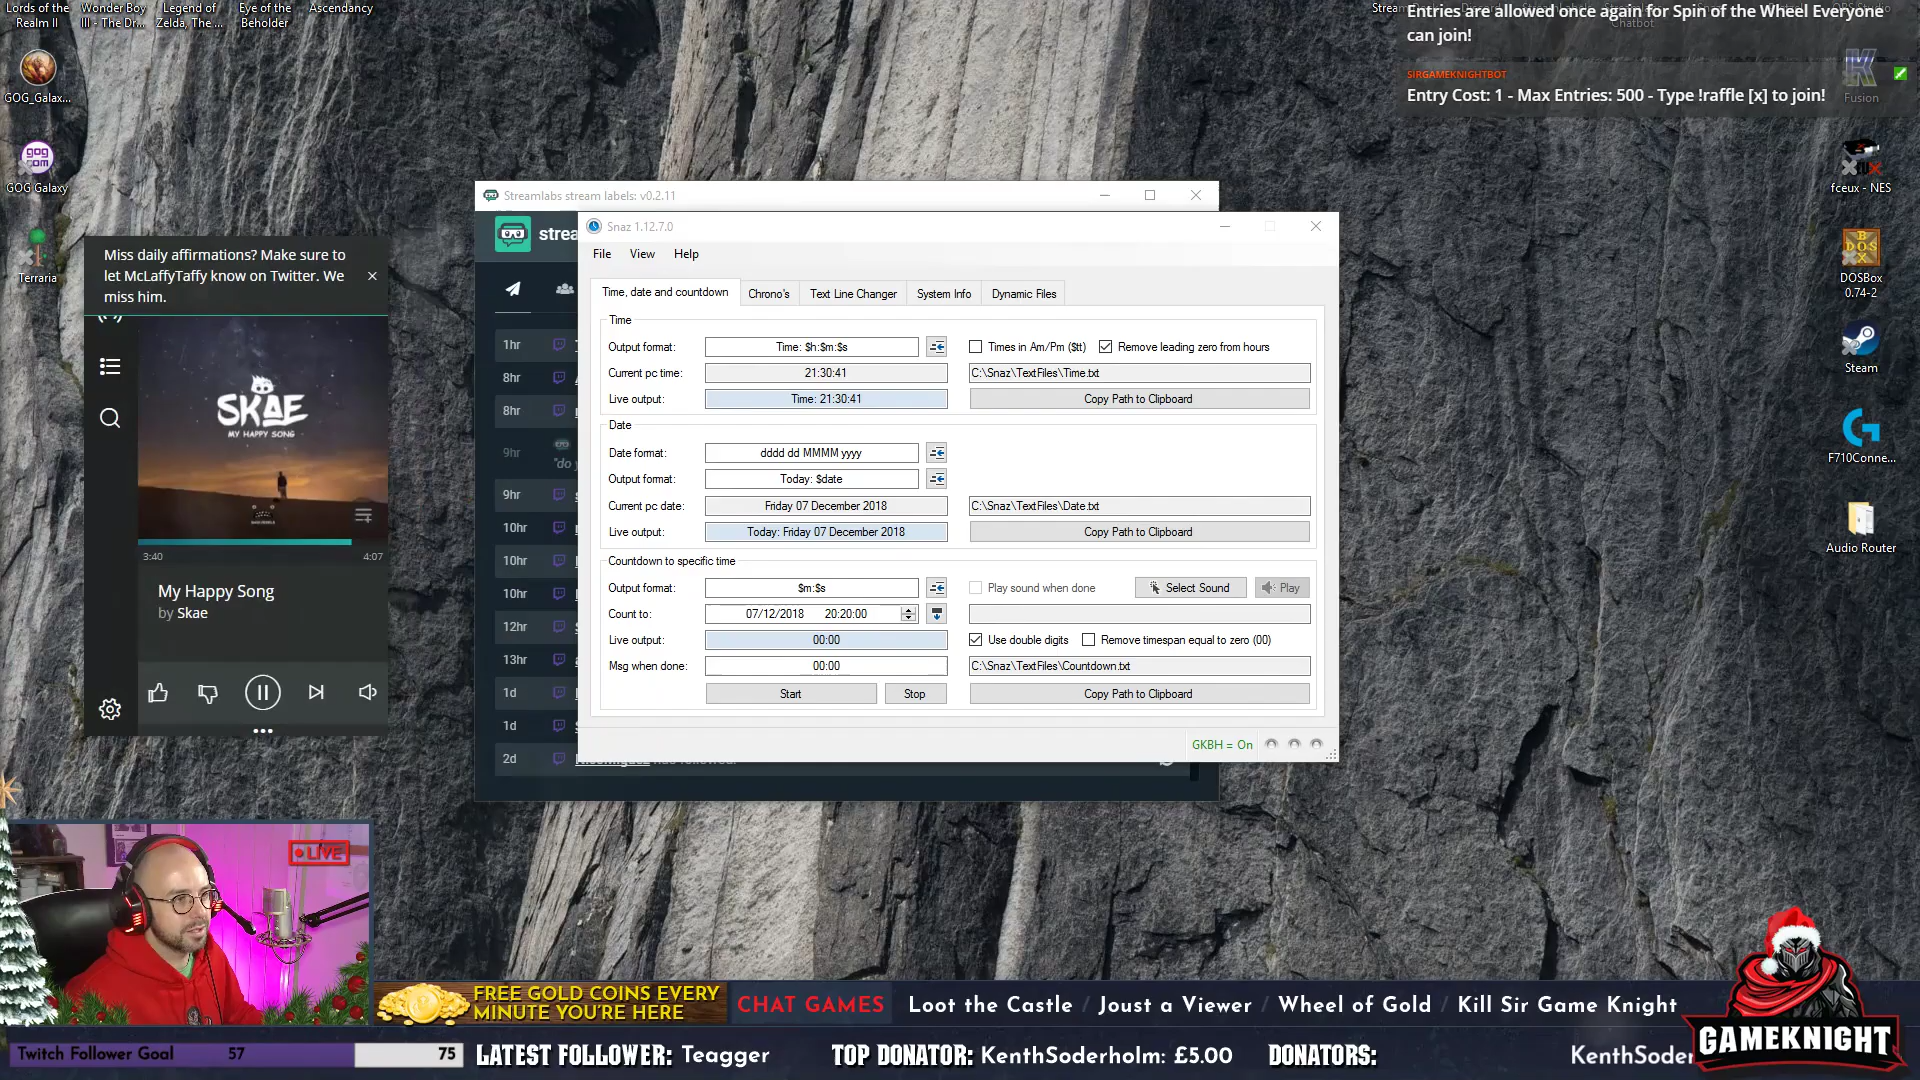 Lords of the
Realm II
Wonder Boy
III - The Dr...
Legend of
Zelda, The ...
Eye of the
Beholder
Ascendancy
Entries are allowed once again for Spin of the Wheel Everyone
can join!
SIRGAMEKNIGHTBOT
Entry Cost: 1 - Max Entries: 500 - Type !raffle [x] to join!
GOG_Galax...
GOG Galaxy
Terraria
Fusion
fceux - NES
DOSBox
0.74-2
Steam
F710Conne...
Audio Router
Miss daily affirmations? Make sure to
let McLaffyTaffy know on Twitter. We
miss him.
SKAE
MY HAPPY SONG
3:40
4:07
My Happy Song
by Skae
Streamlabs stream labels: v0.2.11
strea
1hr
8hr
8hr
9hr
"do y
9hr
10hr
10hr
10hr
12hr
13hr
1d
1d
2d
Snaz 1.12.7.0
File View Help
Time, date and countdown Chrono's Text Line Changer System Info Dynamic Files
Time
Output format: Time: $h:$m:$s Times in Am/Pm ($tt) Remove leading zero from hours
Current pc time: 21:30:41 C:\Snaz\TextFiles\Time.txt
Live output: Time: 21:30:41 Copy Path to Clipboard
Date
Date format: dddd dd MMMM yyyy
Output format: Today: $date
Current pc date: Friday 07 December 2018 C:\Snaz\TextFiles\Date.txt
Live output: Today: Friday 07 December 2018 Copy Path to Clipboard
Countdown to specific time
Output format: $m:$s Play sound when done Select Sound Play
Count to: 07/12/2018 20:20:00
Live output: 00:00 Use double digits Remove timespan equal to zero (00)
Msg when done: 00:00 C:\Snaz\TextFiles\Countdown.txt
Start Stop Copy Path to Clipboard
GKBH = On
LIVE
FREE GOLD COINS EVERY
MINUTE YOU'RE HERE
CHAT GAMES Loot the Castle / Joust a Viewer / Wheel of Gold / Kill Sir Game Knight
GAMEKNIGHT
Twitch Follower Goal 57 75 LATEST FOLLOWER: Teagger TOP DONATOR: KenthSoderholm: £5.00 DONATORS: KenthSoder